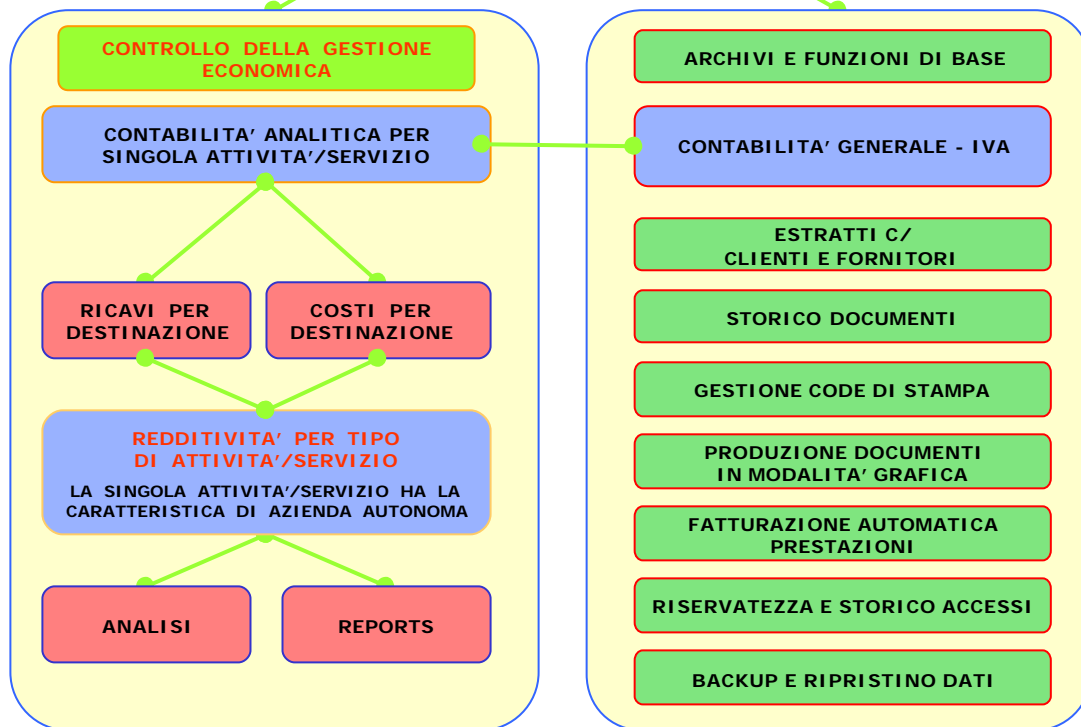 CONTROLLO DELLA GESTIONE
ECONOMICA
CONTABILITA' ANALITICA PER
SINGOLA ATTIVITA'/SERVIZIO
RICAVI PER
DESTINAZIONE
COSTI PER
DESTINAZIONE
REDDITIVITA' PER TIPO
DI ATTIVITA'/SERVIZIO
LA SINGOLA ATTIVITA'/SERVIZIO HA LA
CARATTERISTICA DI AZIENDA AUTONOMA
ANALISI
REPORTS
ARCHIVI E FUNZIONI DI BASE
CONTABILITA' GENERALE - IVA
ESTRATTI C/
CLIENTI E FORNITORI
STORICO DOCUMENTI
GESTIONE CODE DI STAMPA
PRODUZIONE DOCUMENTI
IN MODALITA' GRAFICA
FATTURAZIONE AUTOMATICA
PRESTAZIONI
RISERVATEZZA E STORICO ACCESSI
BACKUP E RIPRISTINO DATI